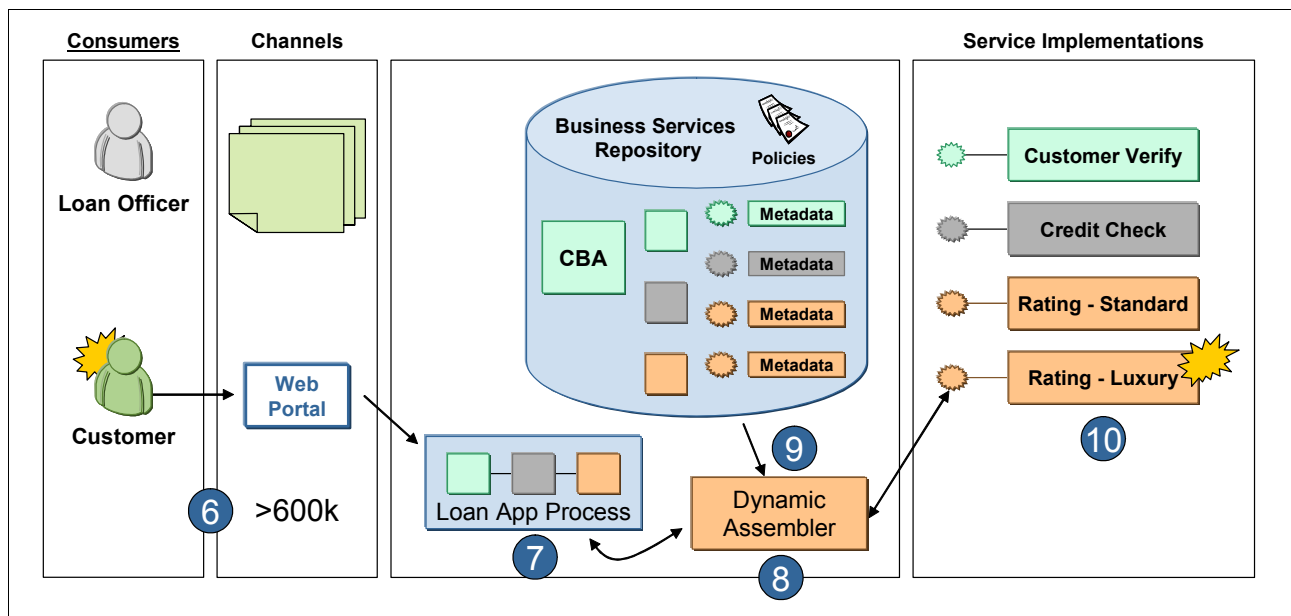 Consumers
Channels
Service Implementations
Loan Officer
Customer
6
>600k
Web
Portal
Business Services
Repository
Policies
CBA
Metadata
Metadata
Metadata
Metadata
Loan App Process
7
9
Dynamic
Assembler
8
Customer Verify
Credit Check
Rating - Standard
Rating - Luxury
10